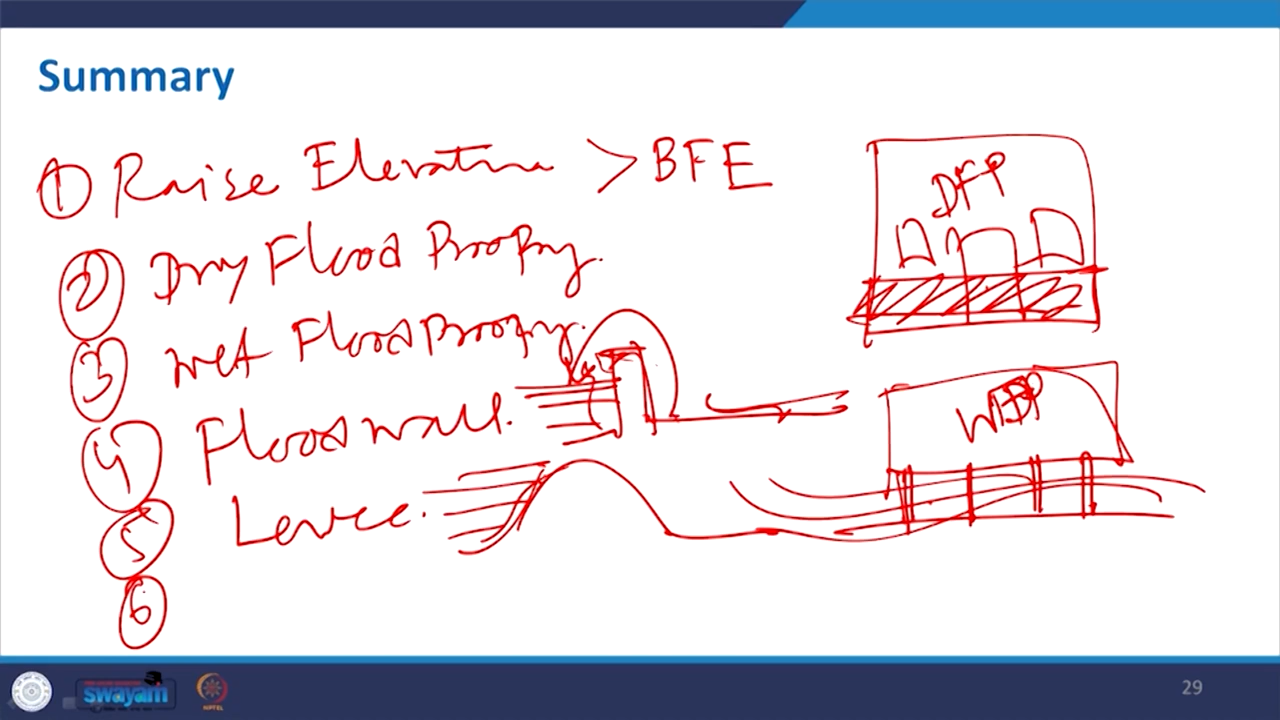 Summary
① Raise Elevation > BFE
② Dry Flood Proofing.
③ Wet Flood Proofing.
④ Flood wall.
⑤ Levee.
⑥
DFP
WFP
swayam
NPTEL
29